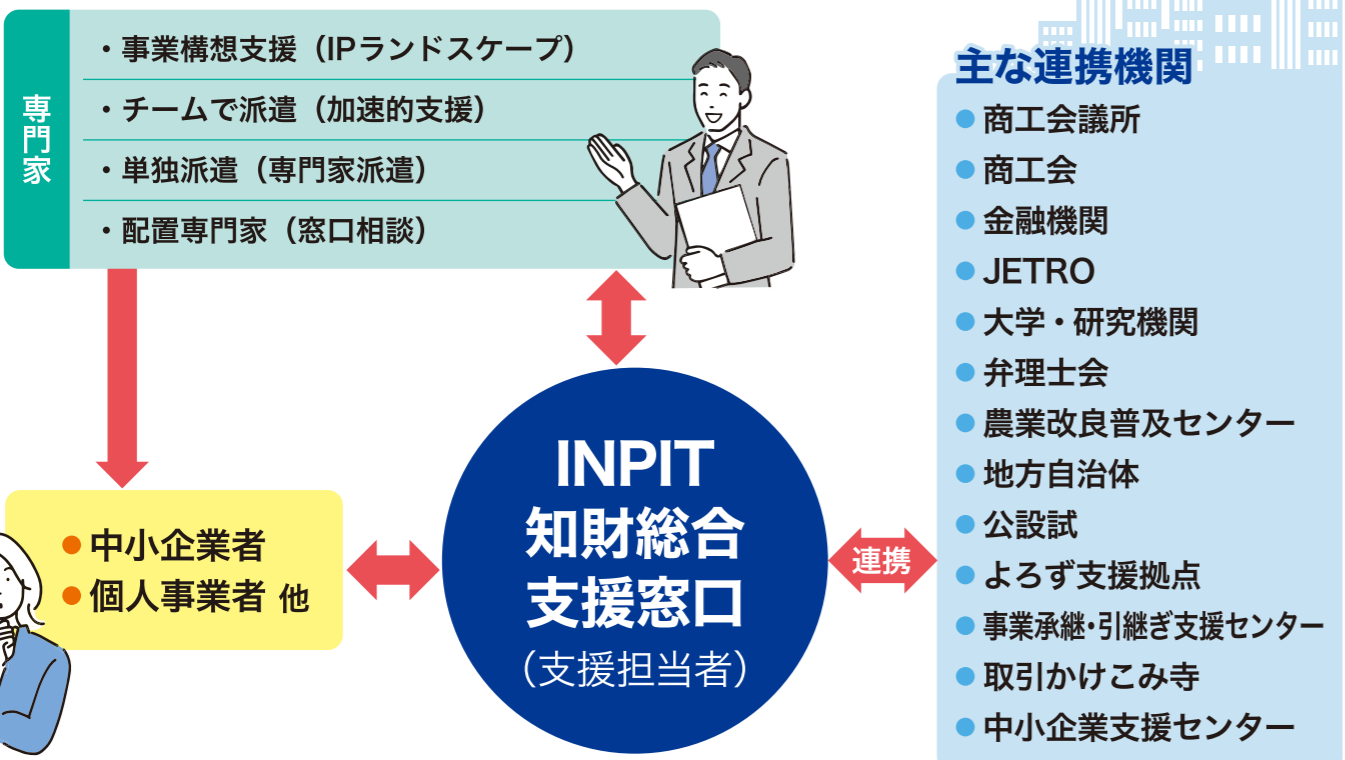 専門家
・事業構想支援（IPランドスケープ）
・チームで派遣（加速的支援）
・単独派遣（専門家派遣）
・配置専門家（窓口相談）
● 中小企業者
● 個人事業者 他
INPIT
知財総合
支援窓口
（支援担当者）
連携
主な連携機関
● 商工会議所
● 商工会
● 金融機関
● JETRO
● 大学・研究機関
● 弁理士会
● 農業改良普及センター
● 地方自治体
● 公設試
● よろず支援拠点
● 事業承継・引継ぎ支援センター
● 取引かけこみ寺
● 中小企業支援センター